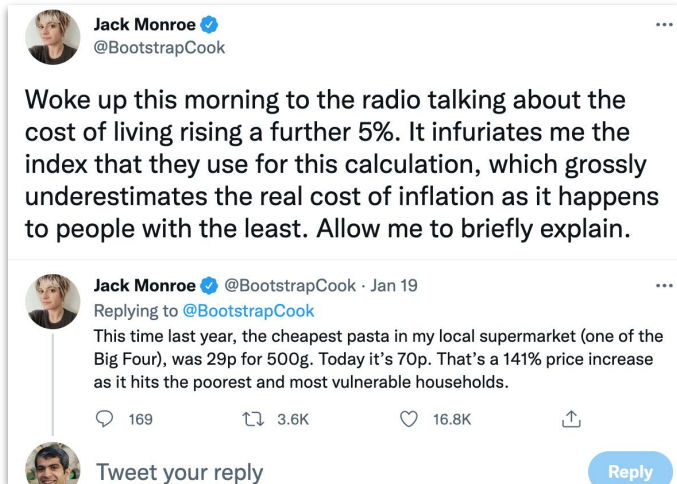 Jack Monroe
@BootstrapCook
Woke up this morning to the radio talking about the
cost of living rising a further 5%. It infuriates me the
index that they use for this calculation, which grossly
underestimates the real cost of inflation as it happens
to people with the least. Allow me to briefly explain.
Jack Monroe @BootstrapCook · Jan 19
Replying to @BootstrapCook
This time last year, the cheapest pasta in my local supermarket (one of the
Big Four), was 29p for 500g. Today it’s 70p. That’s a 141% price increase
as it hits the poorest and most vulnerable households.
169 3.6K 16.8K
Tweet your reply Reply